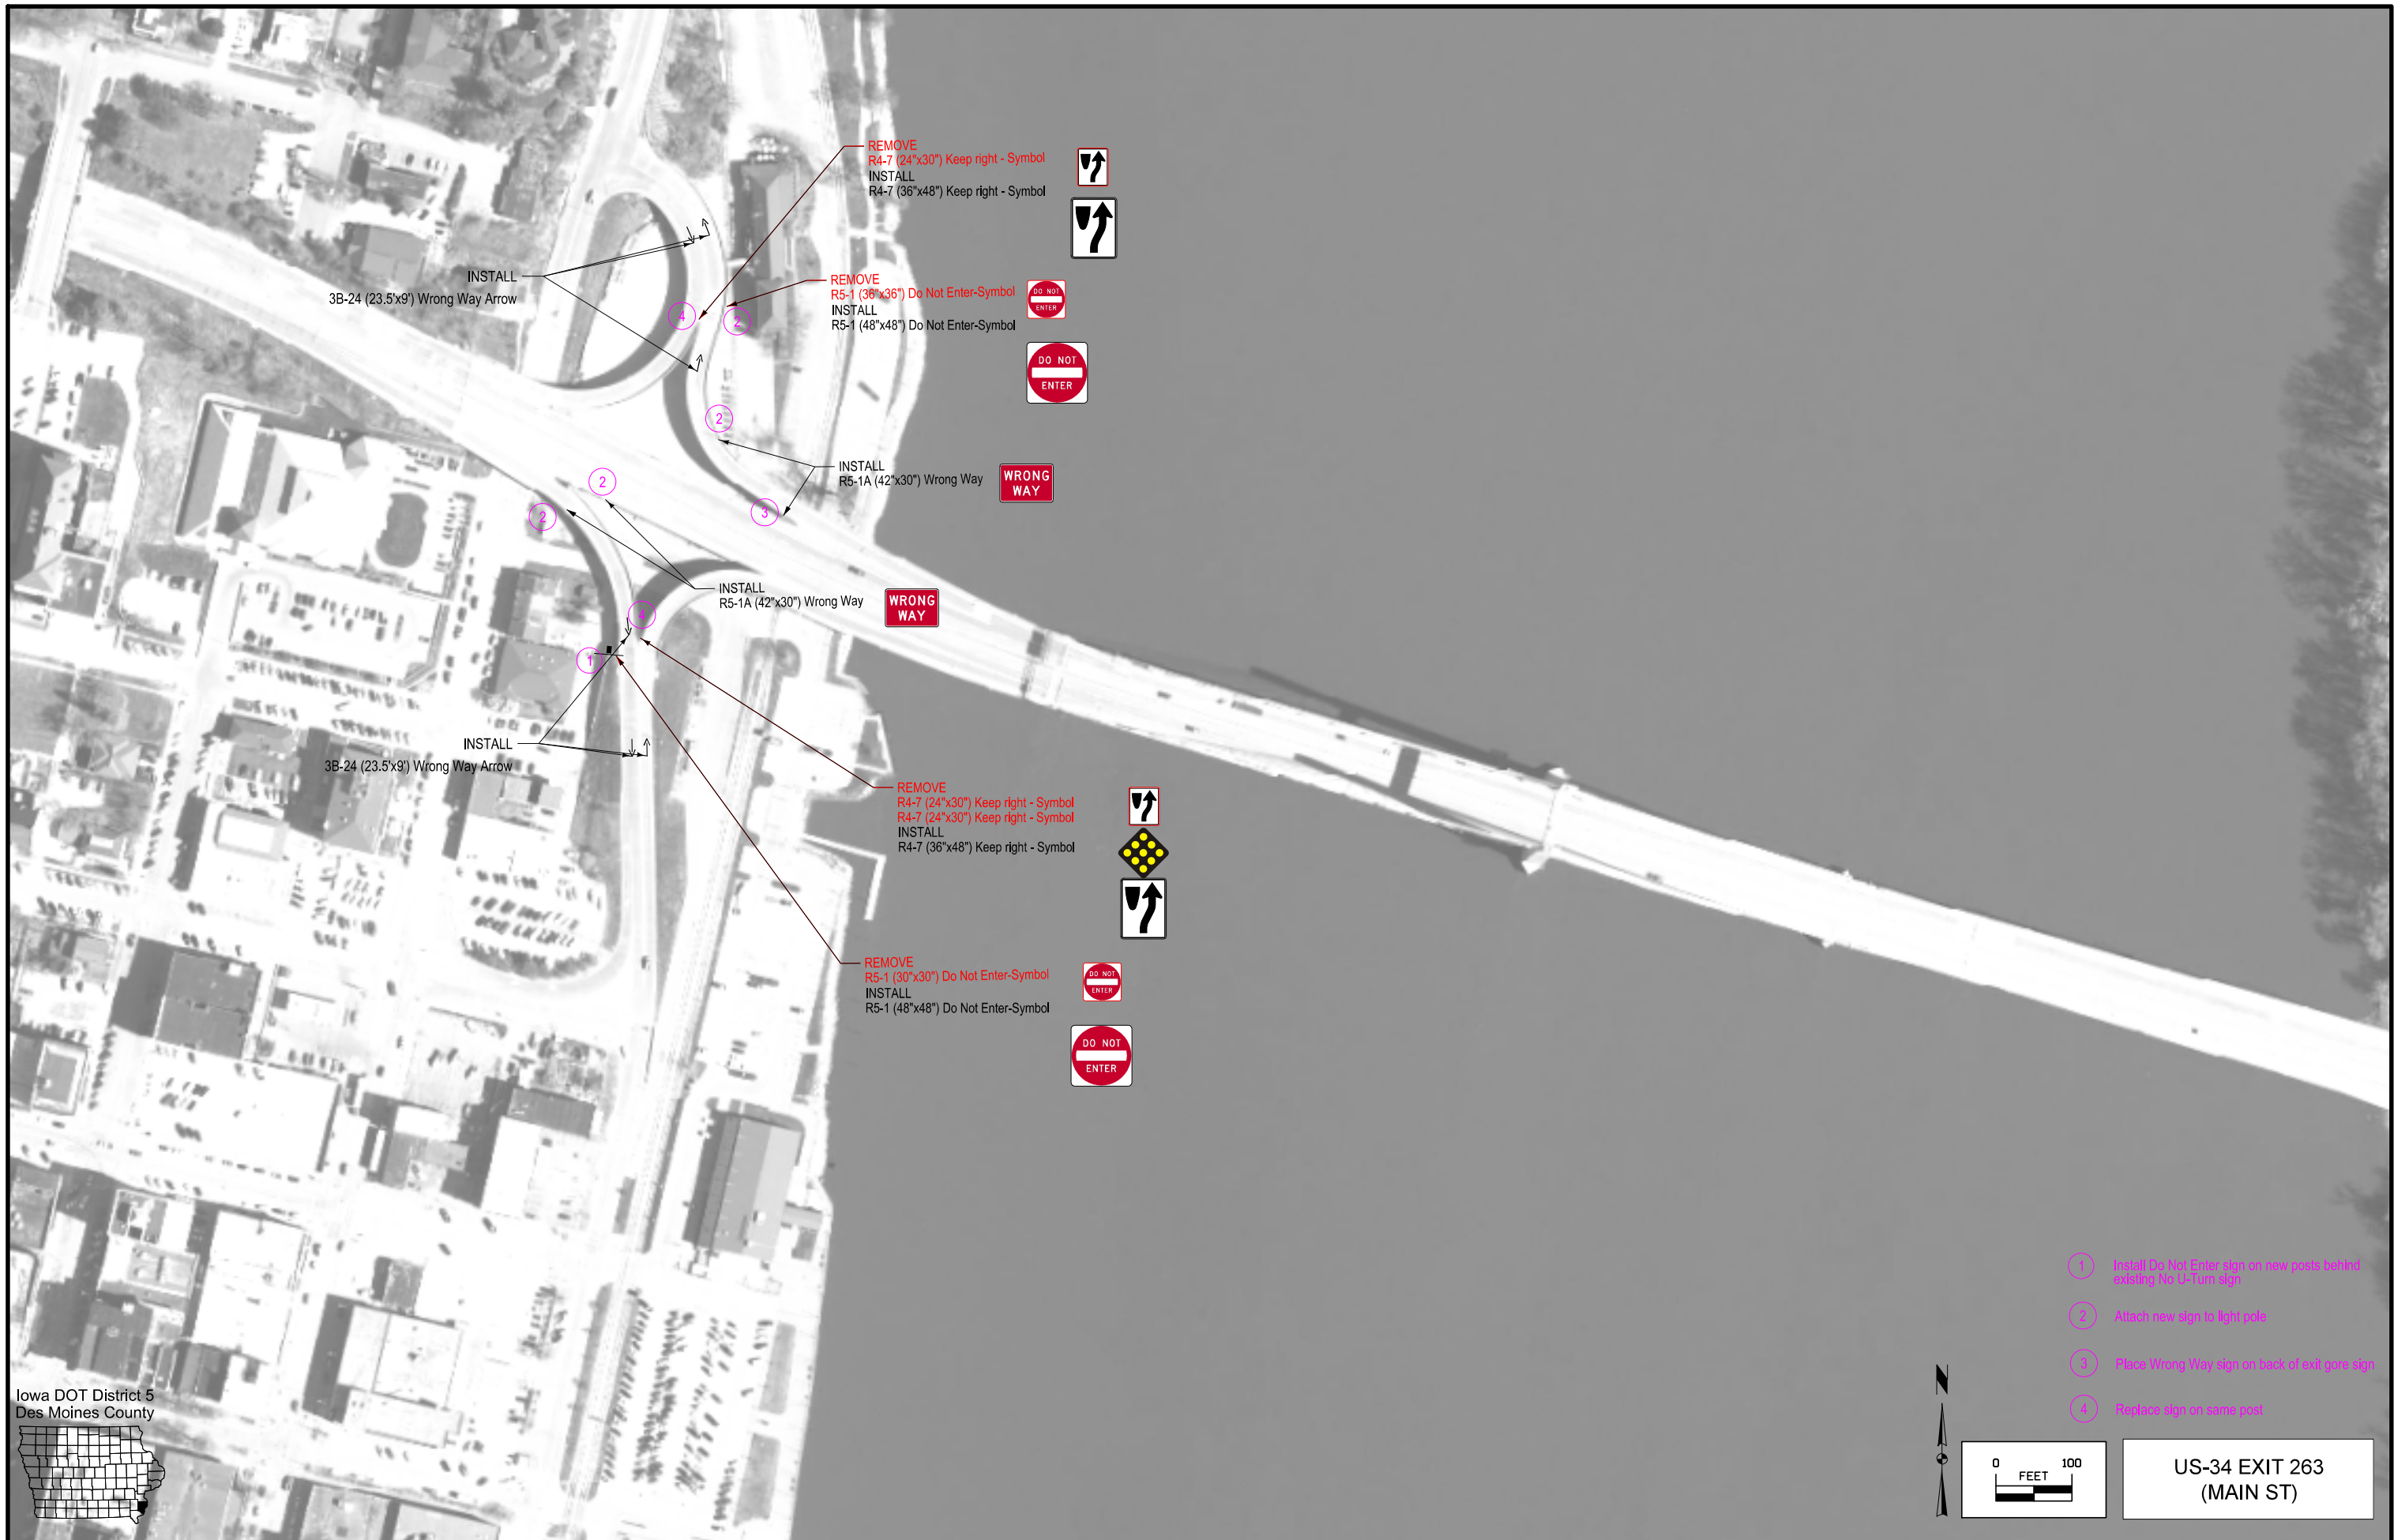 REMOVE
R4-7 (24"x30") Keep right - Symbol
INSTALL
R4-7 (36"x48") Keep right - Symbol
INSTALL
3B-24 (23.5'x9') Wrong Way Arrow
REMOVE
R5-1 (36"x36") Do Not Enter-Symbol
INSTALL
R5-1 (48"x48") Do Not Enter-Symbol
DO NOT
ENTER
DO NOT
ENTER
4
2
2
INSTALL
R5-1A (42"x30") Wrong Way
WRONG
WAY
3
2
2
INSTALL
R5-1A (42"x30") Wrong Way
WRONG
WAY
4
1
INSTALL
3B-24 (23.5'x9') Wrong Way Arrow
REMOVE
R4-7 (24"x30") Keep right - Symbol
R4-7 (24"x30") Keep right - Symbol
INSTALL
R4-7 (36"x48") Keep right - Symbol
REMOVE
R5-1 (30"x30") Do Not Enter-Symbol
INSTALL
R5-1 (48"x48") Do Not Enter-Symbol
DO NOT
ENTER
DO NOT
ENTER
1 Install Do Not Enter sign on new posts behind
existing No U-Turn sign
2 Attach new sign to light pole
3 Place Wrong Way sign on back of exit gore sign
4 Replace sign on same post
Iowa DOT District 5
Des Moines County
N
0 100
FEET
US-34 EXIT 263
(MAIN ST)